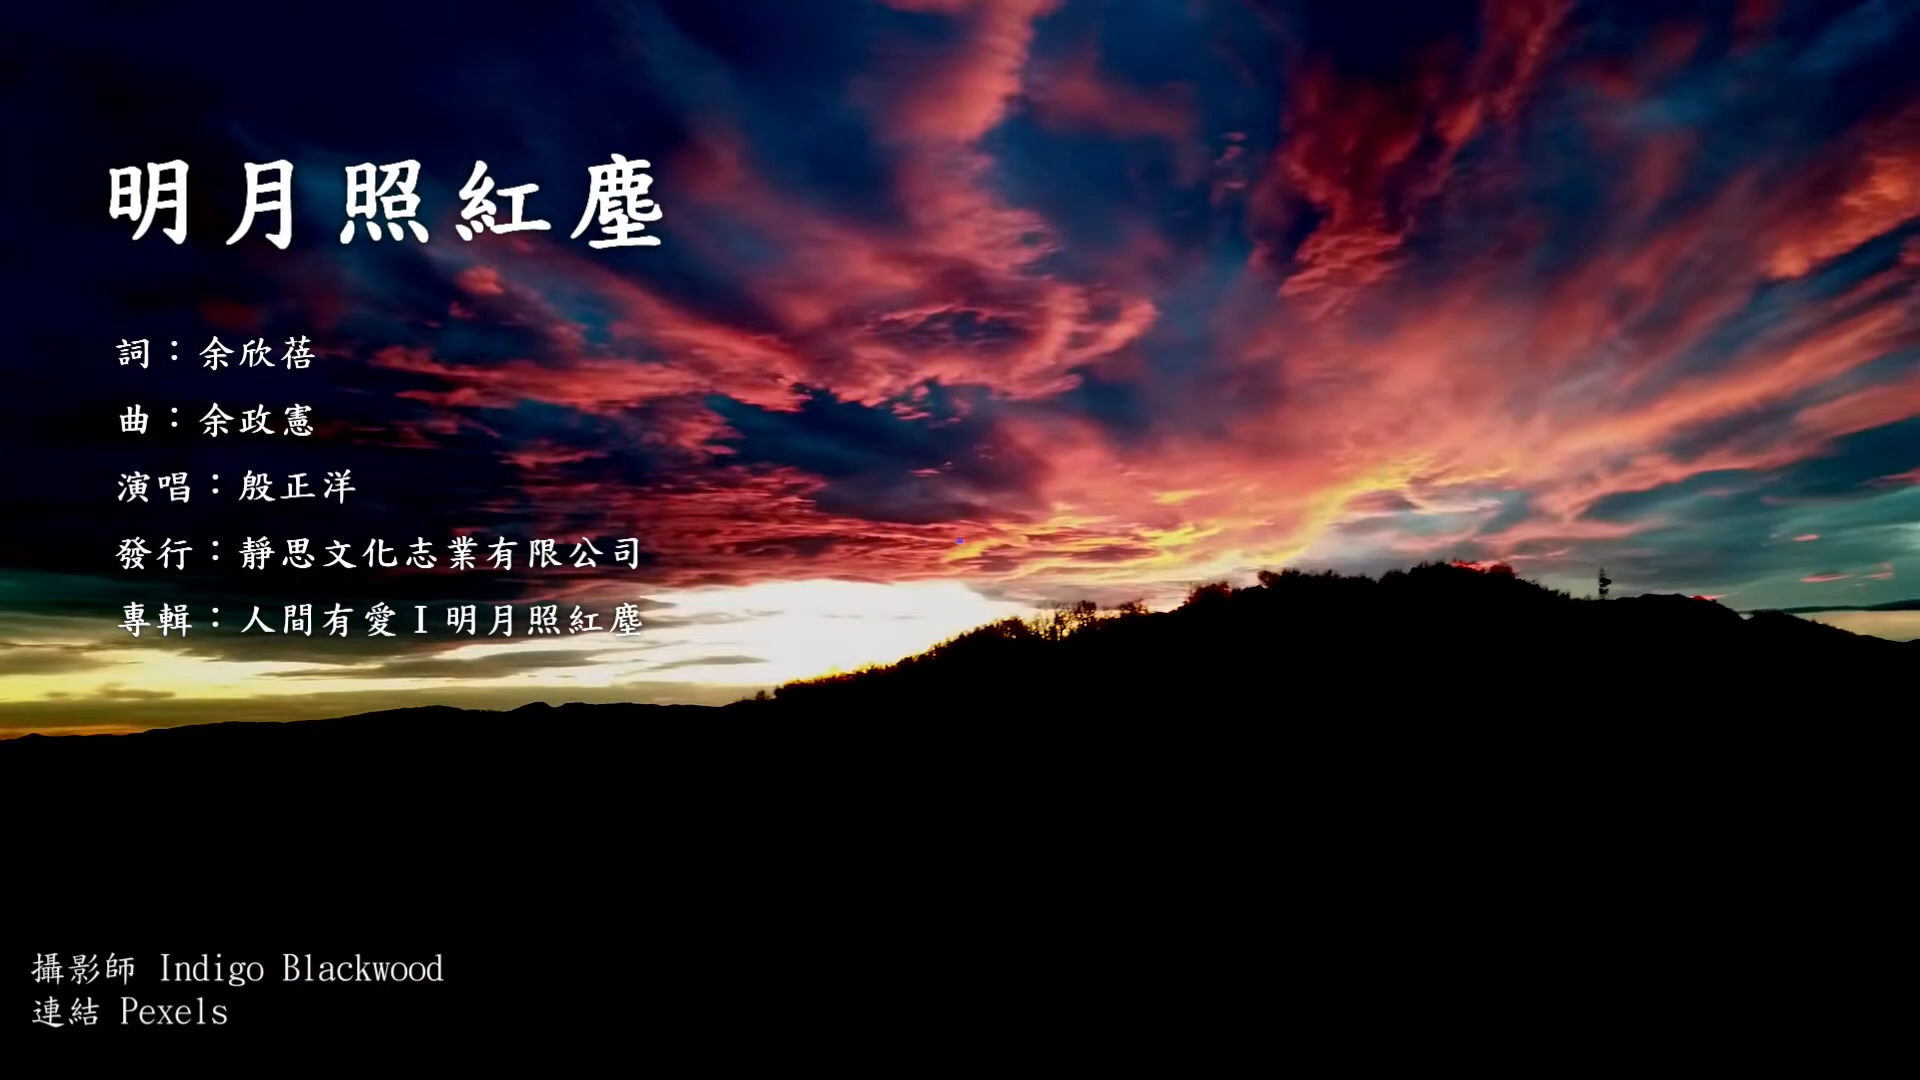 明月照紅塵
詞：余欣蓓
曲：余政憲
演唱：殷正洋
發行：靜思文化志業有限公司
專輯：人間有愛 I 明月照紅塵
攝影師 Indigo Blackwood
連結 Pexels